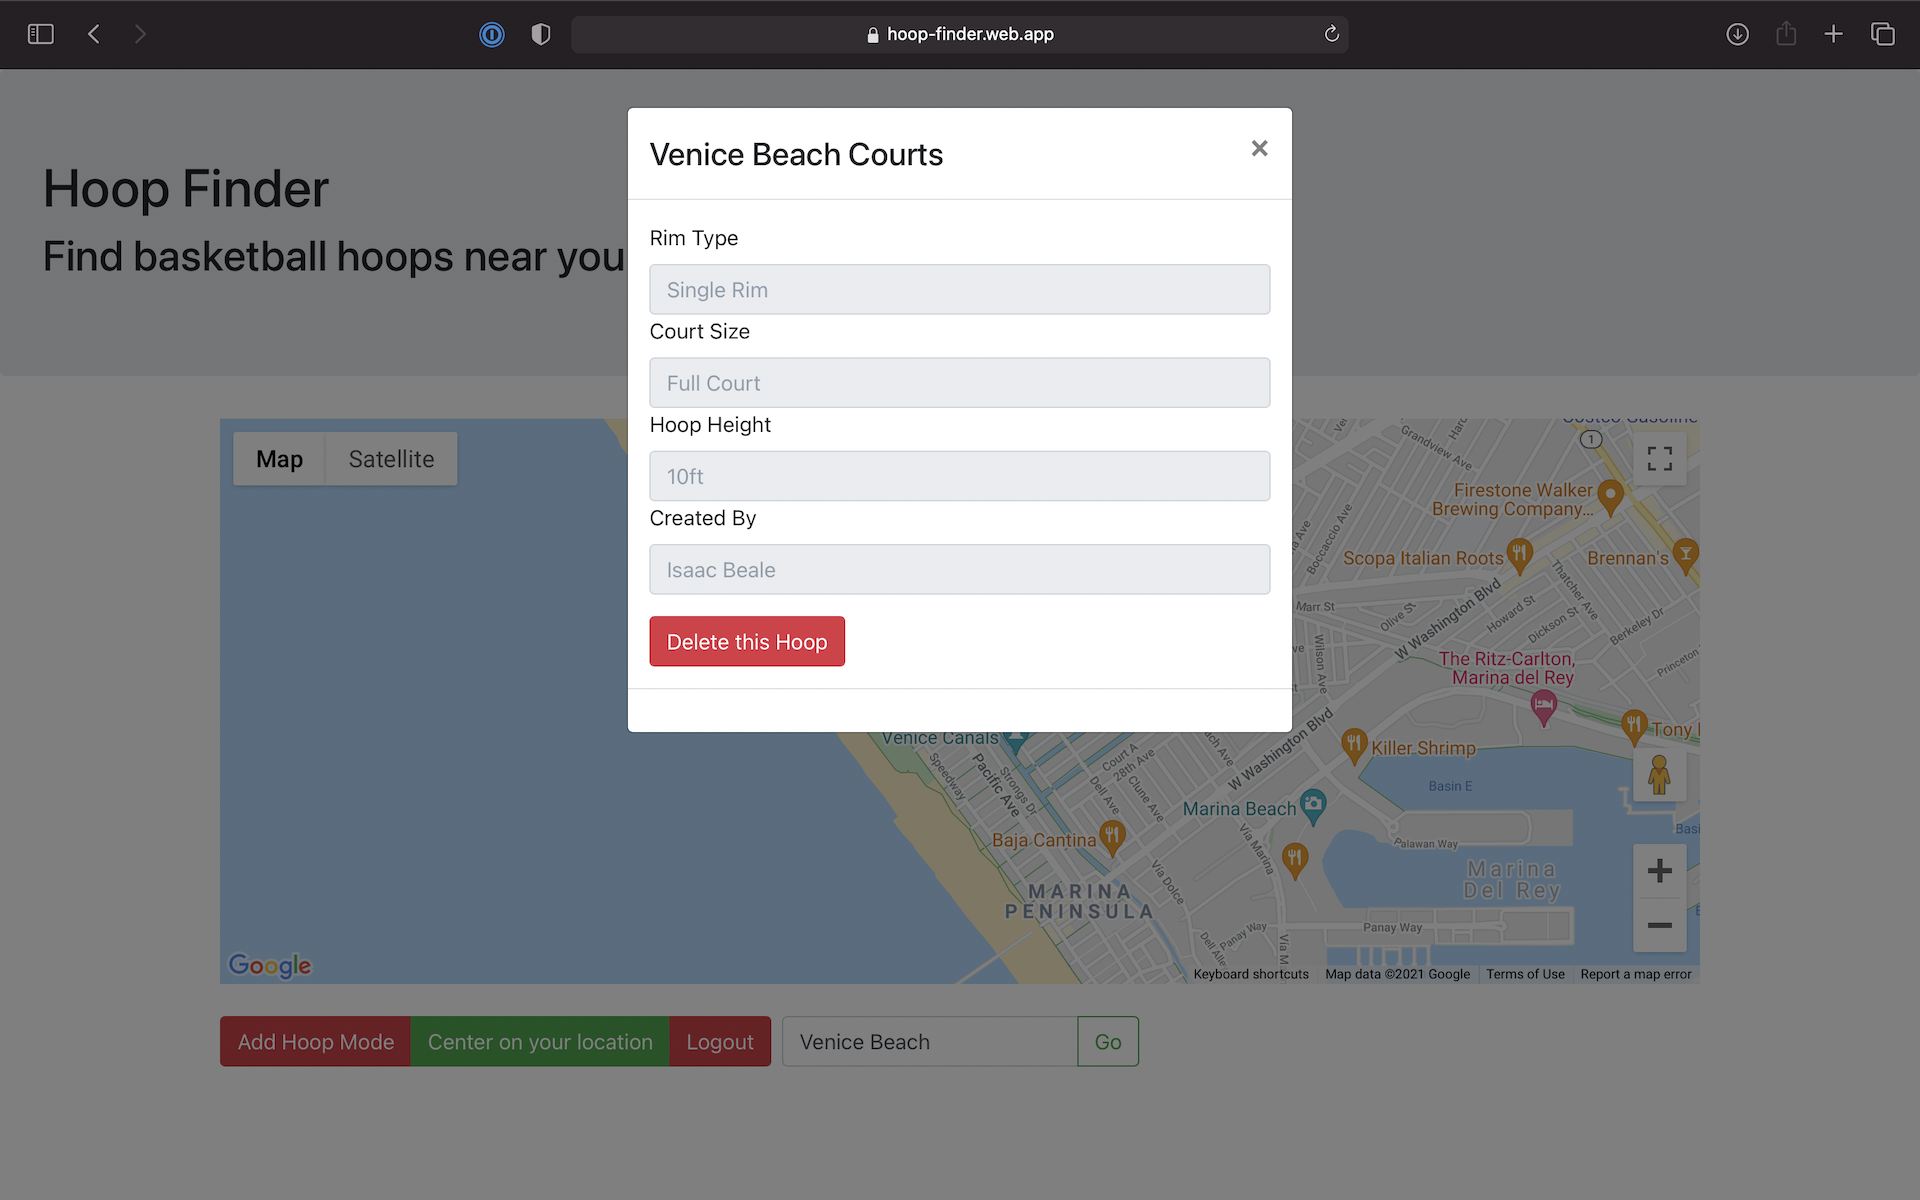 hoop-finder.web.app
Hoop Finder
Find basketball hoops near you
Venice Beach Courts
×
Rim Type
Single Rim
Court Size
Full Court
Hoop Height
10ft
Created By
Isaac Beale
Delete this Hoop
Map
Satellite
Grandview Ave
1
Firestone Walker
Brewing Company...
Boccaccio Ave
Scopa Italian Roots
Brennan's
Marr St
Olive St
W Washington Blvd
Thatcher Ave
Howard St
Dickson St
Berkeley Dr
Wilson Ave
Princeton
The Ritz-Carlton,
Marina del Rey
W Washington Blvd
Tony
Killer Shrimp
Venice Canals
Speedway
Pacific Ave
Strongs Dr
Court A
28th Ave
Dell Ave
Clune Ave
Basin E
Marina Beach
Via Marina
Baja Cantina
Palawan Way
Via Dolce
Marina
Del Rey
MARINA
PENINSULA
Panay Way
Panay Way
Google
Keyboard shortcuts
Map data ©2021 Google
Terms of Use
Report a map error
Add Hoop Mode
Center on your location
Logout
Venice Beach
Go